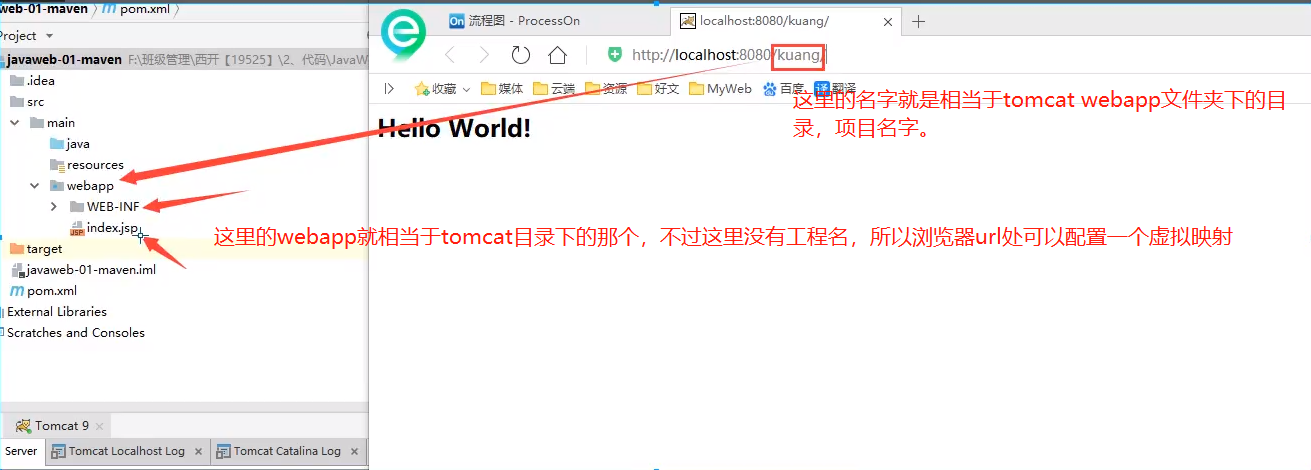 web-01-maven 〉 m pom.xml 〉
Project
javaweb-01-maven F:\班级管理\西开【19525】\2、代码\JavaW
.idea
src
main
java
resources
webapp
WEB-INF
index.jsp
target
javaweb-01-maven.iml
m pom.xml
External Libraries
Scratches and Consoles
Tomcat 9
Server
Tomcat Localhost Log
Tomcat Catalina Log
On 流程图 - ProcessOn
localhost:8080/kuang/
http://localhost:8080/kuang/
收藏
媒体
云端
资源
好文
MyWeb
百度
译 翻译
这里的名字就是相当于tomcat webapp文件夹下的目
录，项目名字。
Hello World!
这里的webapp就相当于tomcat目录下的那个，不过这里没有工程名，所以浏览器url处可以配置一个虚拟映射